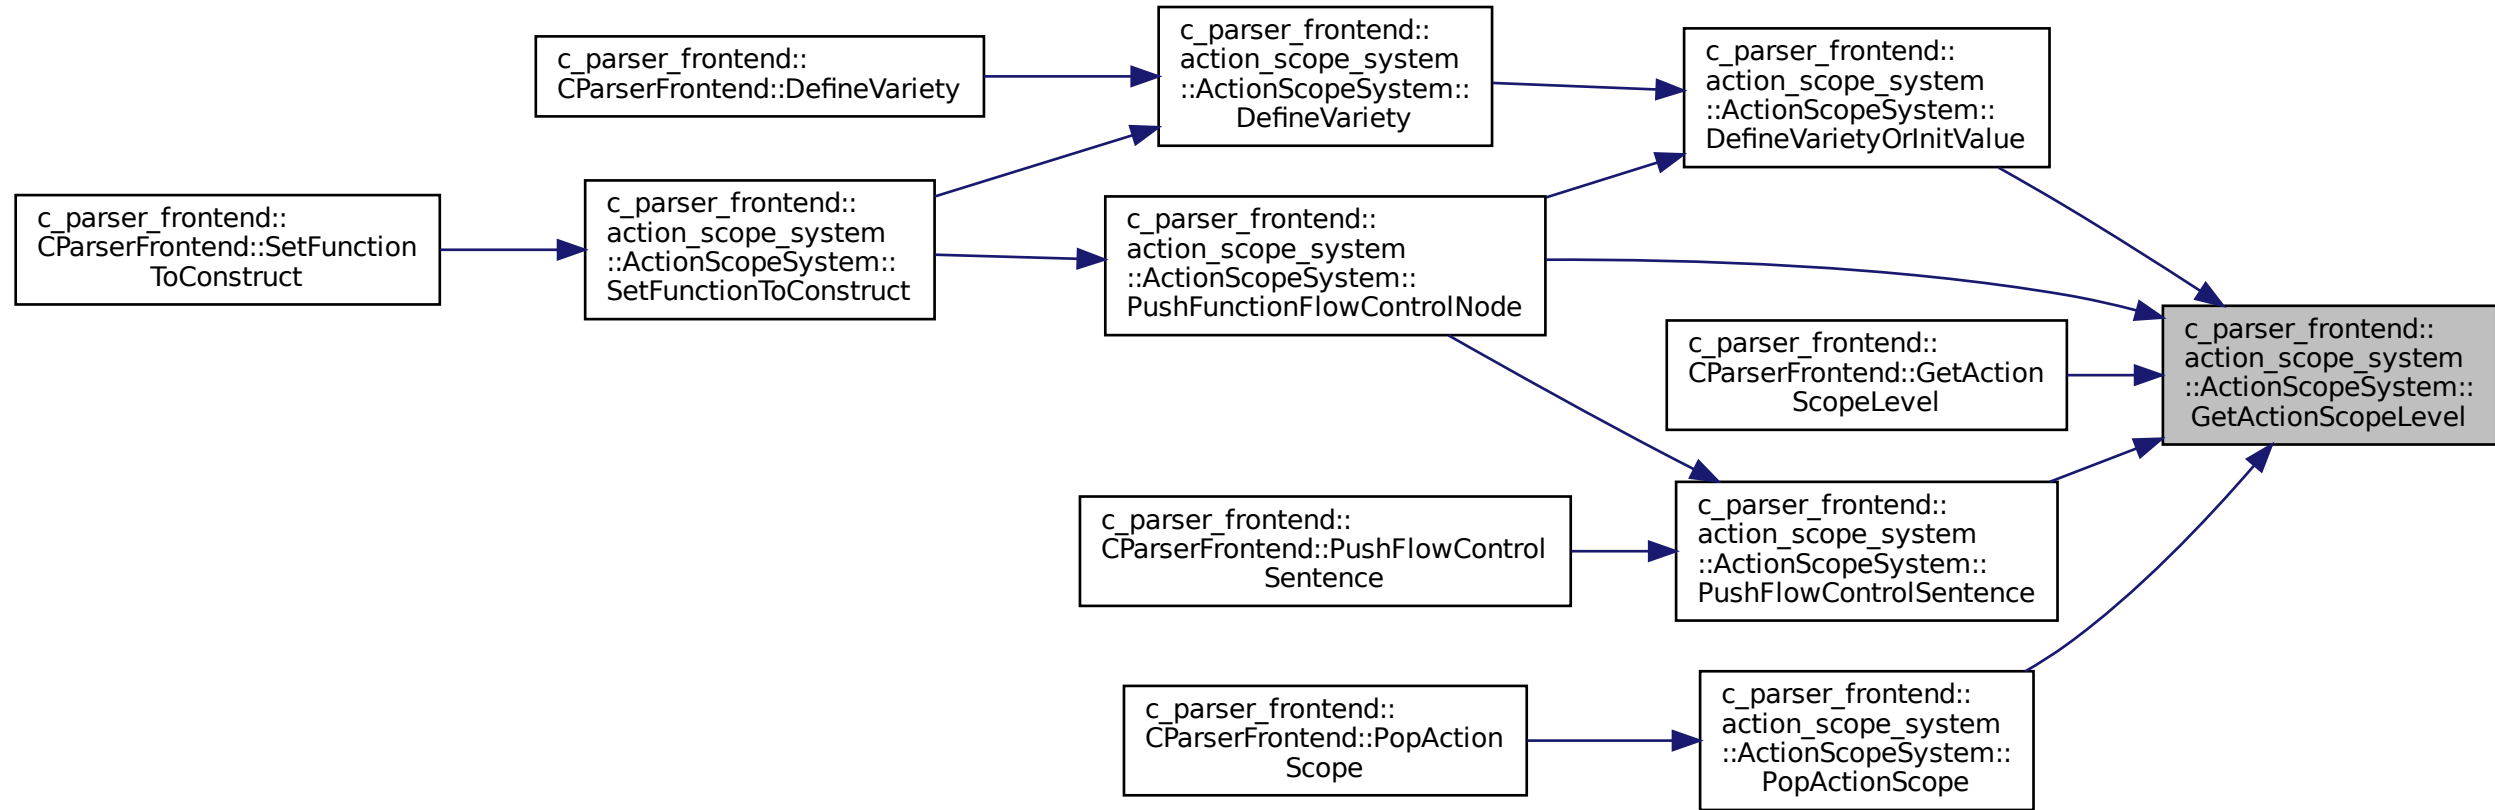 c_parser_frontend::
CParserFrontend::DefineVariety
c_parser_frontend::
action_scope_system
::ActionScopeSystem::
DefineVariety
c_parser_frontend::
action_scope_system
::ActionScopeSystem::
DefineVarietyOrInitValue
c_parser_frontend::
CParserFrontend::SetFunction
ToConstruct
c_parser_frontend::
action_scope_system
::ActionScopeSystem::
SetFunctionToConstruct
c_parser_frontend::
action_scope_system
::ActionScopeSystem::
PushFunctionFlowControlNode
c_parser_frontend::
CParserFrontend::GetAction
ScopeLevel
c_parser_frontend::
action_scope_system
::ActionScopeSystem::
GetActionScopeLevel
c_parser_frontend::
CParserFrontend::PushFlowControl
Sentence
c_parser_frontend::
action_scope_system
::ActionScopeSystem::
PushFlowControlSentence
c_parser_frontend::
CParserFrontend::PopAction
Scope
c_parser_frontend::
action_scope_system
::ActionScopeSystem::
PopActionScope